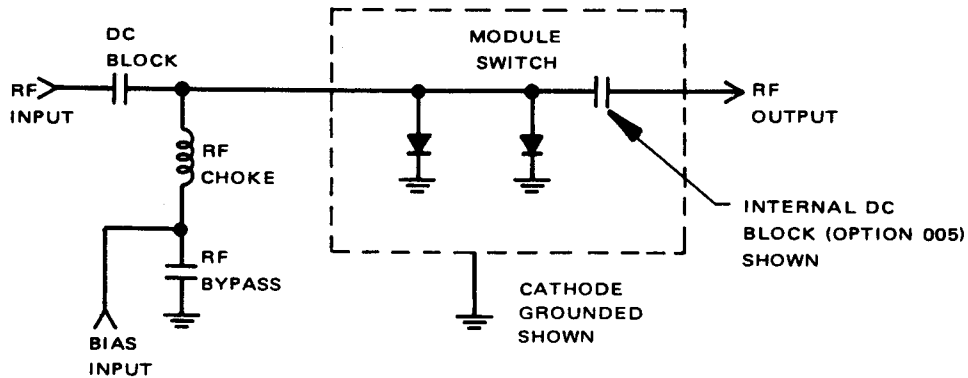 DC
BLOCK
MODULE
SWITCH
RF
INPUT
RF
OUTPUT
RF
CHOKE
INTERNAL DC
BLOCK (OPTION 005)
SHOWN
RF
BYPASS
CATHODE
GROUNDED
SHOWN
BIAS
INPUT